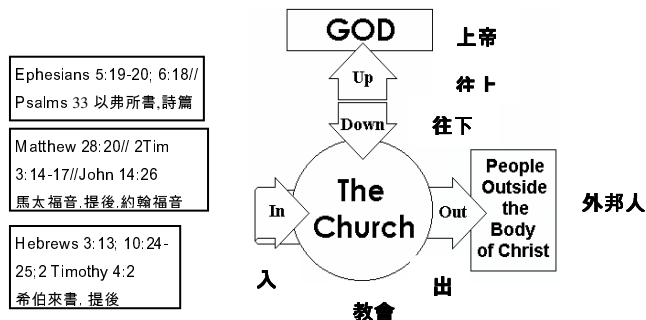 Ephesians 5:19-20; 6:18//
Psalms 33 以弗所書,詩篇
Matthew 28:20// 2Tim
3:14-17//John 14:26
馬太福音,提後,約翰福音
Hebrews 3:13; 10:24-
25;2 Timothy 4:2
希伯來書, 提後
GOD
上帝
Up
往上
Down
往下
In
The
Church
Out
People
Outside
the
Body
of Christ
外邦人
入
出
教會